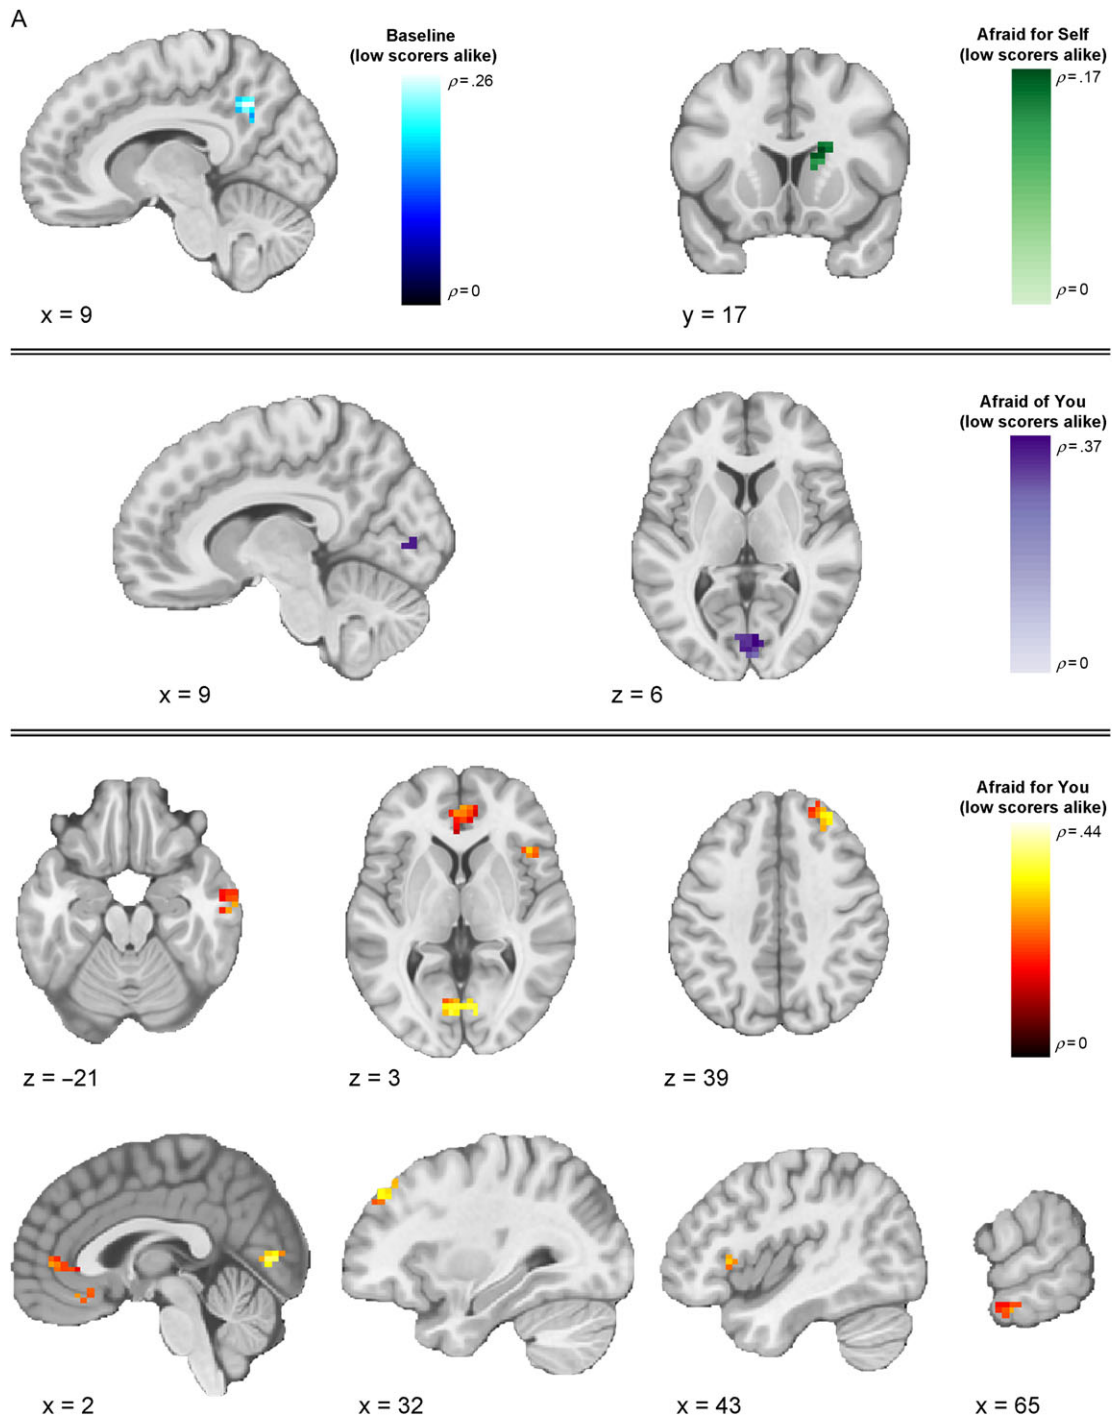 A
Baseline
(low scorers alike)
ρ=.26
ρ=0
x = 9
Afraid for Self
(low scorers alike)
ρ=.17
ρ=0
y = 17
Afraid of You
(low scorers alike)
ρ=.37
ρ=0
x = 9
z = 6
Afraid for You
(low scorers alike)
ρ=.44
ρ=0
z = –21
z = 3
z = 39
x = 2
x = 32
x = 43
x = 65